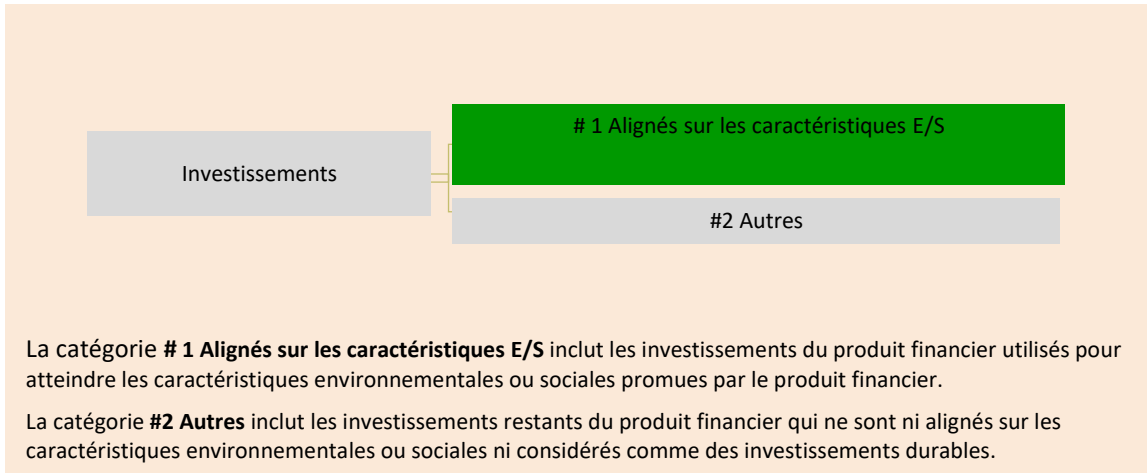 # 1 Alignés sur les caractéristiques E/S
Investissements
#2 Autres
La catégorie # 1 Alignés sur les caractéristiques E/S inclut les investissements du produit financier utilisés pour
atteindre les caractéristiques environnementales ou sociales promues par le produit financier.
La catégorie #2 Autres inclut les investissements restants du produit financier qui ne sont ni alignés sur les
caractéristiques environnementales ou sociales ni considérés comme des investissements durables.